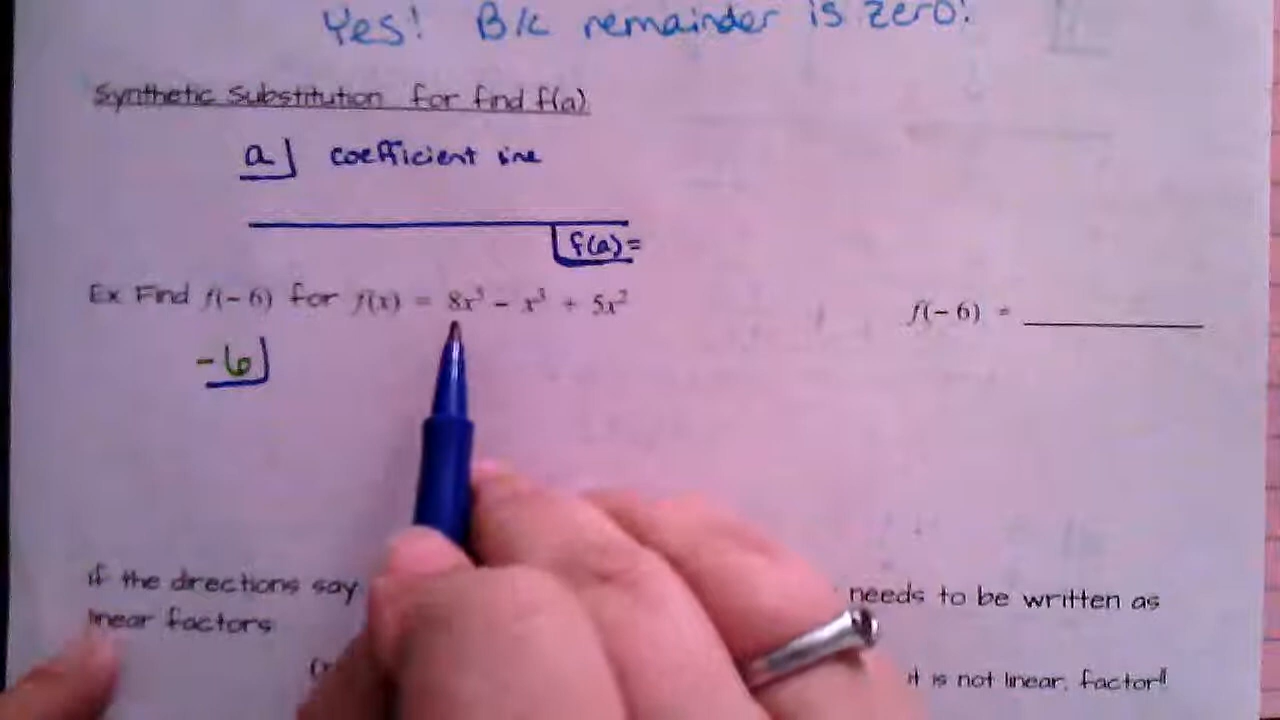 Yes! B/c remainder is zero!
Synthetic Substitution for find f(a)
a coefficient line
f(a) =
Ex Find f(-6) for f(x) = 8x⁵ - x³ + 5x²
f(-6) = ________
-6
If the directions say
needs to be written as
linear factors
it is not linear, factor!!